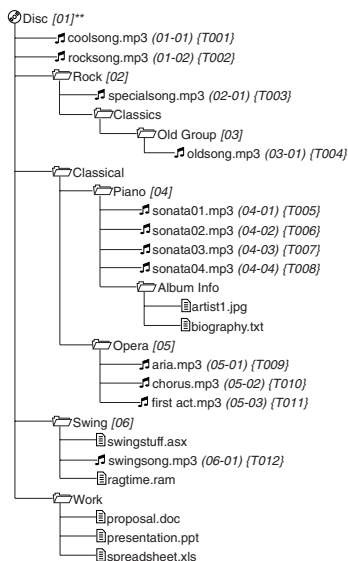 Disc [01]**
coolsong.mp3 (01-01) {T001}
rocksong.mp3 (01-02) {T002}
Rock [02]
specialsong.mp3 (02-01) {T003}
Classics
Old Group [03]
oldsong.mp3 (03-01) {T004}
Classical
Piano [04]
sonata01.mp3 (04-01) {T005}
sonata02.mp3 (04-02) {T006}
sonata03.mp3 (04-03) {T007}
sonata04.mp3 (04-04) {T008}
Album Info
artist1.jpg
biography.txt
Opera [05]
aria.mp3 (05-01) {T009}
chorus.mp3 (05-02) {T010}
first act.mp3 (05-03) {T011}
Swing [06]
swingstuff.asx
swingsong.mp3 (06-01) {T012}
ragtime.ram
Work
proposal.doc
presentation.ppt
spreadsheet.xls